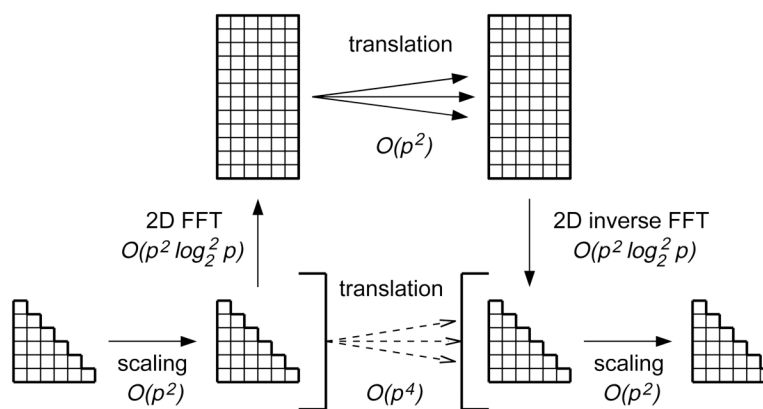 translation
O(p²)
2D FFT
O(p² log₂² p)
2D inverse FFT
O(p² log₂² p)
translation
O(p⁴)
scaling
O(p²)
scaling
O(p²)